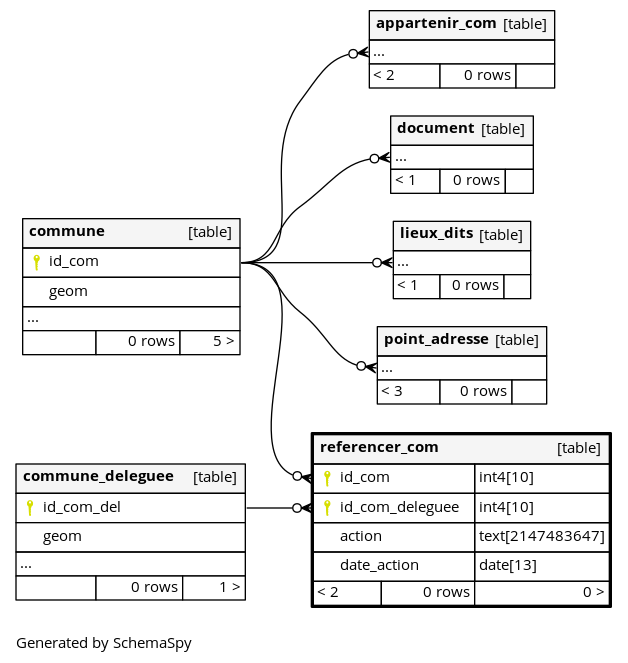 appartenir_com [table]
...
< 2 0 rows
document [table]
...
< 1 0 rows
commune [table]
id_com
geom
...
0 rows 5 >
lieux_dits [table]
...
< 1 0 rows
point_adresse [table]
...
< 3 0 rows
referencer_com [table]
id_com int4[10]
id_com_deleguee int4[10]
action text[2147483647]
date_action date[13]
< 2 0 rows 0 >
commune_deleguee [table]
id_com_del
geom
...
0 rows 1 >
Generated by SchemaSpy